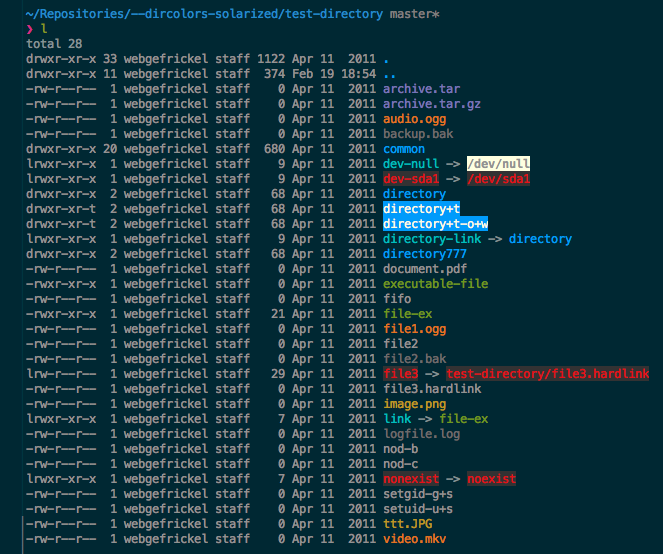 ~/Repositories/--dircolors-solarized/test-directory master*
❯ l
total 28
drwxr-xr-x 33 webgefrickel staff 1122 Apr 11  2011 .
drwxr-xr-x 11 webgefrickel staff  374 Feb 19 18:54 ..
-rw-r--r--  1 webgefrickel staff    0 Apr 11  2011 archive.tar
-rw-r--r--  1 webgefrickel staff    0 Apr 11  2011 archive.tar.gz
-rw-r--r--  1 webgefrickel staff    0 Apr 11  2011 audio.ogg
-rw-r--r--  1 webgefrickel staff    0 Apr 11  2011 backup.bak
drwxr-xr-x 20 webgefrickel staff  680 Apr 11  2011 common
lrwxr-xr-x  1 webgefrickel staff    9 Apr 11  2011 dev-null -> /dev/null
lrwxr-xr-x  1 webgefrickel staff    9 Apr 11  2011 dev-sda1 -> /dev/sda1
drwxr-xr-x  2 webgefrickel staff   68 Apr 11  2011 directory
drwxr-xr-t  2 webgefrickel staff   68 Apr 11  2011 directory+t
drwxr-xr-t  2 webgefrickel staff   68 Apr 11  2011 directory+t-o+w
lrwxr-xr-x  1 webgefrickel staff    9 Apr 11  2011 directory-link -> directory
drwxr-xr-x  2 webgefrickel staff   68 Apr 11  2011 directory777
-rw-r--r--  1 webgefrickel staff    0 Apr 11  2011 document.pdf
-rw-r--r--  1 webgefrickel staff    0 Apr 11  2011 executable-file
-rw-r--r--  1 webgefrickel staff    0 Apr 11  2011 fifo
-rwxr-xr-x  1 webgefrickel staff   21 Apr 11  2011 file-ex
-rw-r--r--  1 webgefrickel staff    0 Apr 11  2011 file1.ogg
-rw-r--r--  1 webgefrickel staff    0 Apr 11  2011 file2
-rw-r--r--  1 webgefrickel staff    0 Apr 11  2011 file2.bak
lrw-r--r--  1 webgefrickel staff   29 Apr 11  2011 file3 -> test-directory/file3.hardlink
-rw-r--r--  1 webgefrickel staff    0 Apr 11  2011 file3.hardlink
-rw-r--r--  1 webgefrickel staff    0 Apr 11  2011 image.png
lrwxr-xr-x  1 webgefrickel staff    7 Apr 11  2011 link -> file-ex
-rw-r--r--  1 webgefrickel staff    0 Apr 11  2011 logfile.log
-rw-r--r--  1 webgefrickel staff    0 Apr 11  2011 nod-b
-rw-r--r--  1 webgefrickel staff    0 Apr 11  2011 nod-c
lrwxr-xr-x  1 webgefrickel staff    7 Apr 11  2011 nonexist -> noexist
-rw-r--r--  1 webgefrickel staff    0 Apr 11  2011 setgid-g+s
-rw-r--r--  1 webgefrickel staff    0 Apr 11  2011 setuid-u+s
-rw-r--r--  1 webgefrickel staff    0 Apr 11  2011 ttt.JPG
-rw-r--r--  1 webgefrickel staff    0 Apr 11  2011 video.mkv